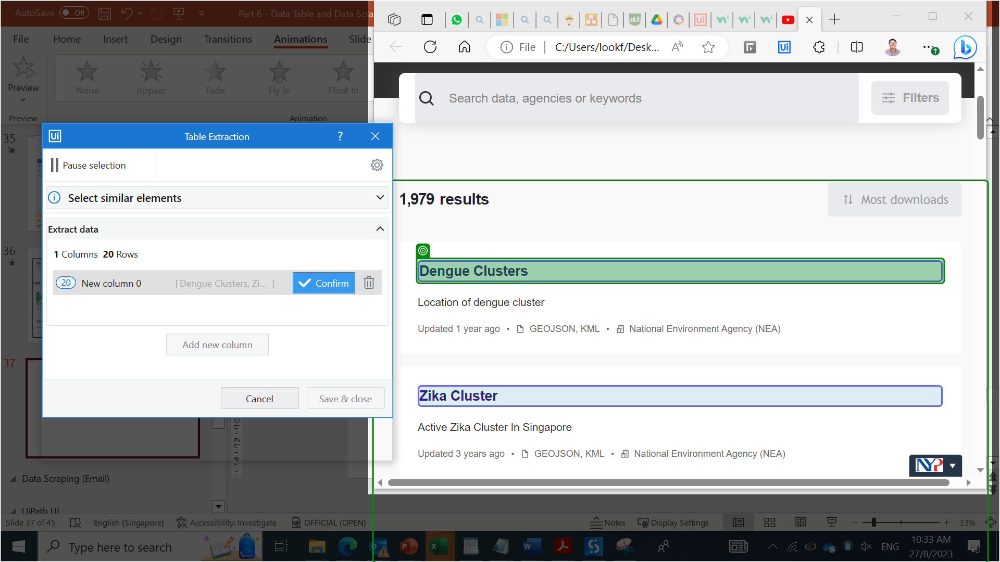 AutoSave Off
Part 6 - Data Table and Data Scra
File Home Insert Design Transitions Animations Slide
Preview
None Appear Fade Fly In Float In
Preview
Animation
35
36
37
Data Scraping (Email)
UiPath UI
Slide 37 of 45 English (Singapore) Accessibility: Investigate OFFICIAL (OPEN) Notes Display Settings 33%
Ui Table Extraction ?
Pause selection
Select similar elements
Extract data
1 Columns 20 Rows
20 New column 0 [ Dengue Clusters, Zi... ] Confirm
Add new column
Cancel Save & close
File C:/Users/lookf/Desk...
Search data, agencies or keywords
Filters
1,979 results
Most downloads
Dengue Clusters
Location of dengue cluster
Updated 1 year ago • GEOJSON, KML • National Environment Agency (NEA)
Zika Cluster
Active Zika Cluster In Singapore
Updated 3 years ago • GEOJSON, KML • National Environment Agency (NEA)
NYP
Type here to search
ENG
10:33 AM
27/8/2023